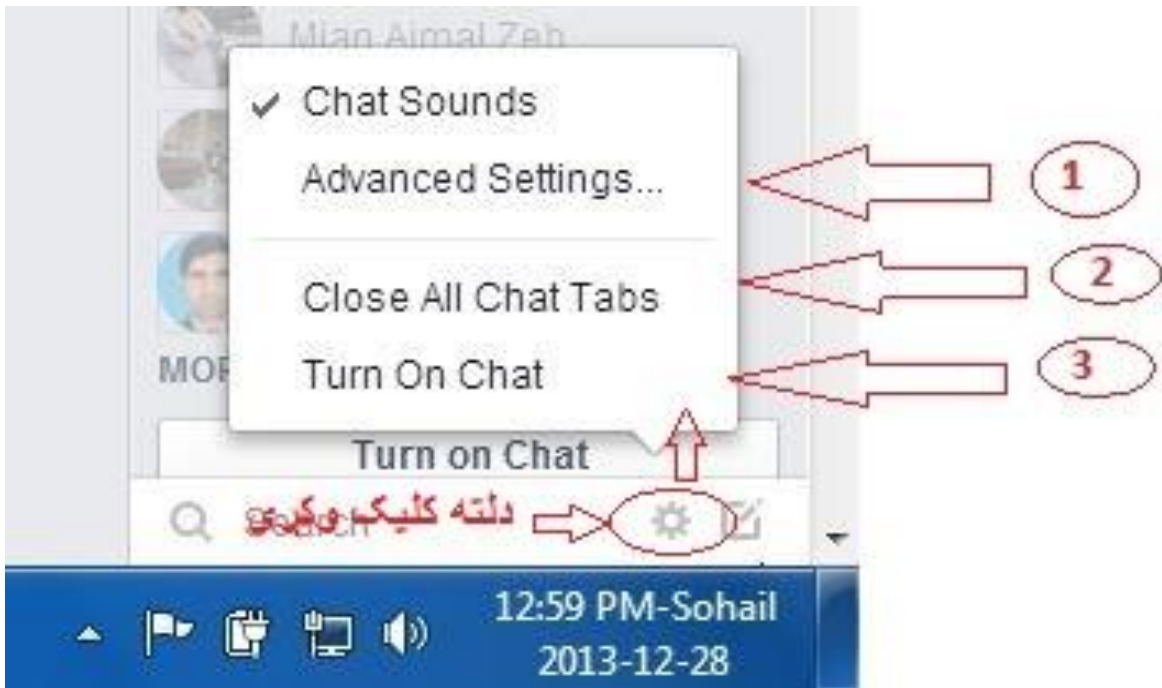 Mian Ajmal Zeb
Chat Sounds
Advanced Settings...
1
Close All Chat Tabs
2
Turn On Chat
3
MOR
Turn on Chat
Search
دلته کلیک وکړی
12:59 PM-Sohail
2013-12-28